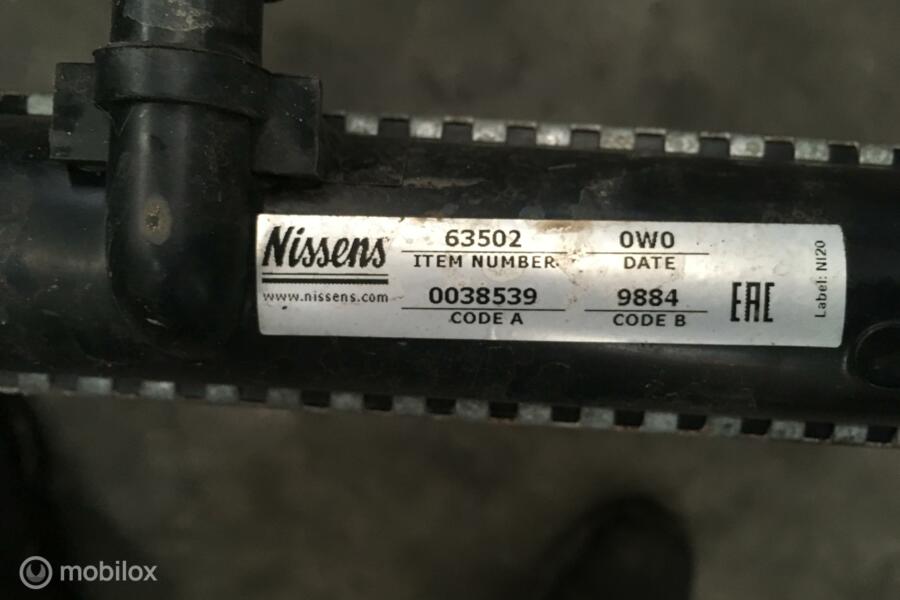 Nissens
www.nissens.com
63502
ITEM NUMBER
0W0
DATE
0038539
CODE A
9884
CODE B
EAC
Label: NI20
mobilox